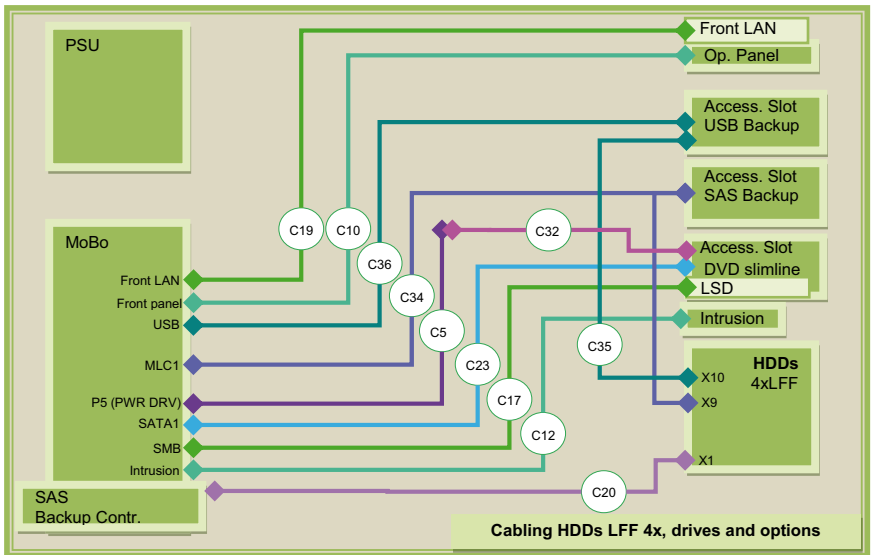 PSU
Front LAN
Op. Panel
Access. Slot
USB Backup
Access. Slot
SAS Backup
Access. Slot
DVD slimline
LSD
Intrusion
HDDs
4xLFF
X10
X9
X1
MoBo
Front LAN
Front panel
USB
MLC1
P5 (PWR DRV)
SATA1
SMB
Intrusion
SAS
Backup Contr.
C19
C10
C36
C34
C5
C23
C17
C12
C32
C35
C20
Cabling HDDs LFF 4x, drives and options